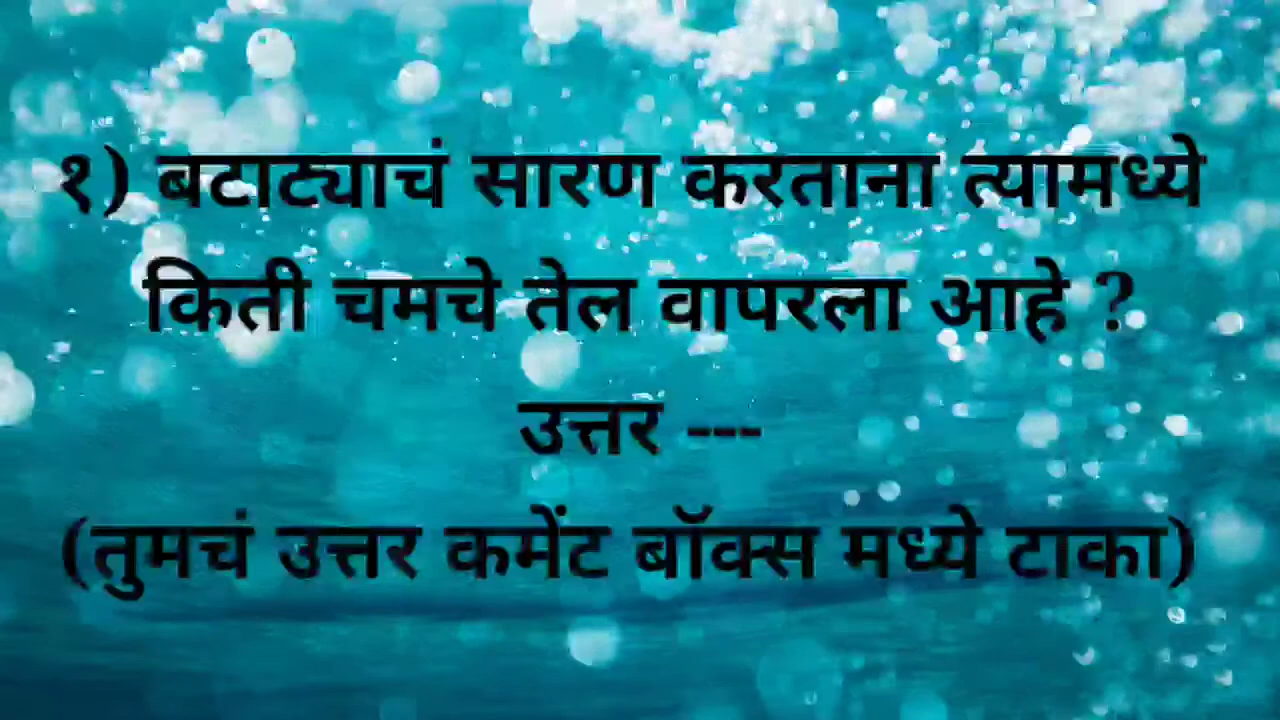 १) बटाट्याचं सारण करताना त्यामध्ये
किती चमचे तेल वापरला आहे ?
उत्तर ---
(तुमचं उत्तर कमेंट बॉक्स मध्ये टाका)